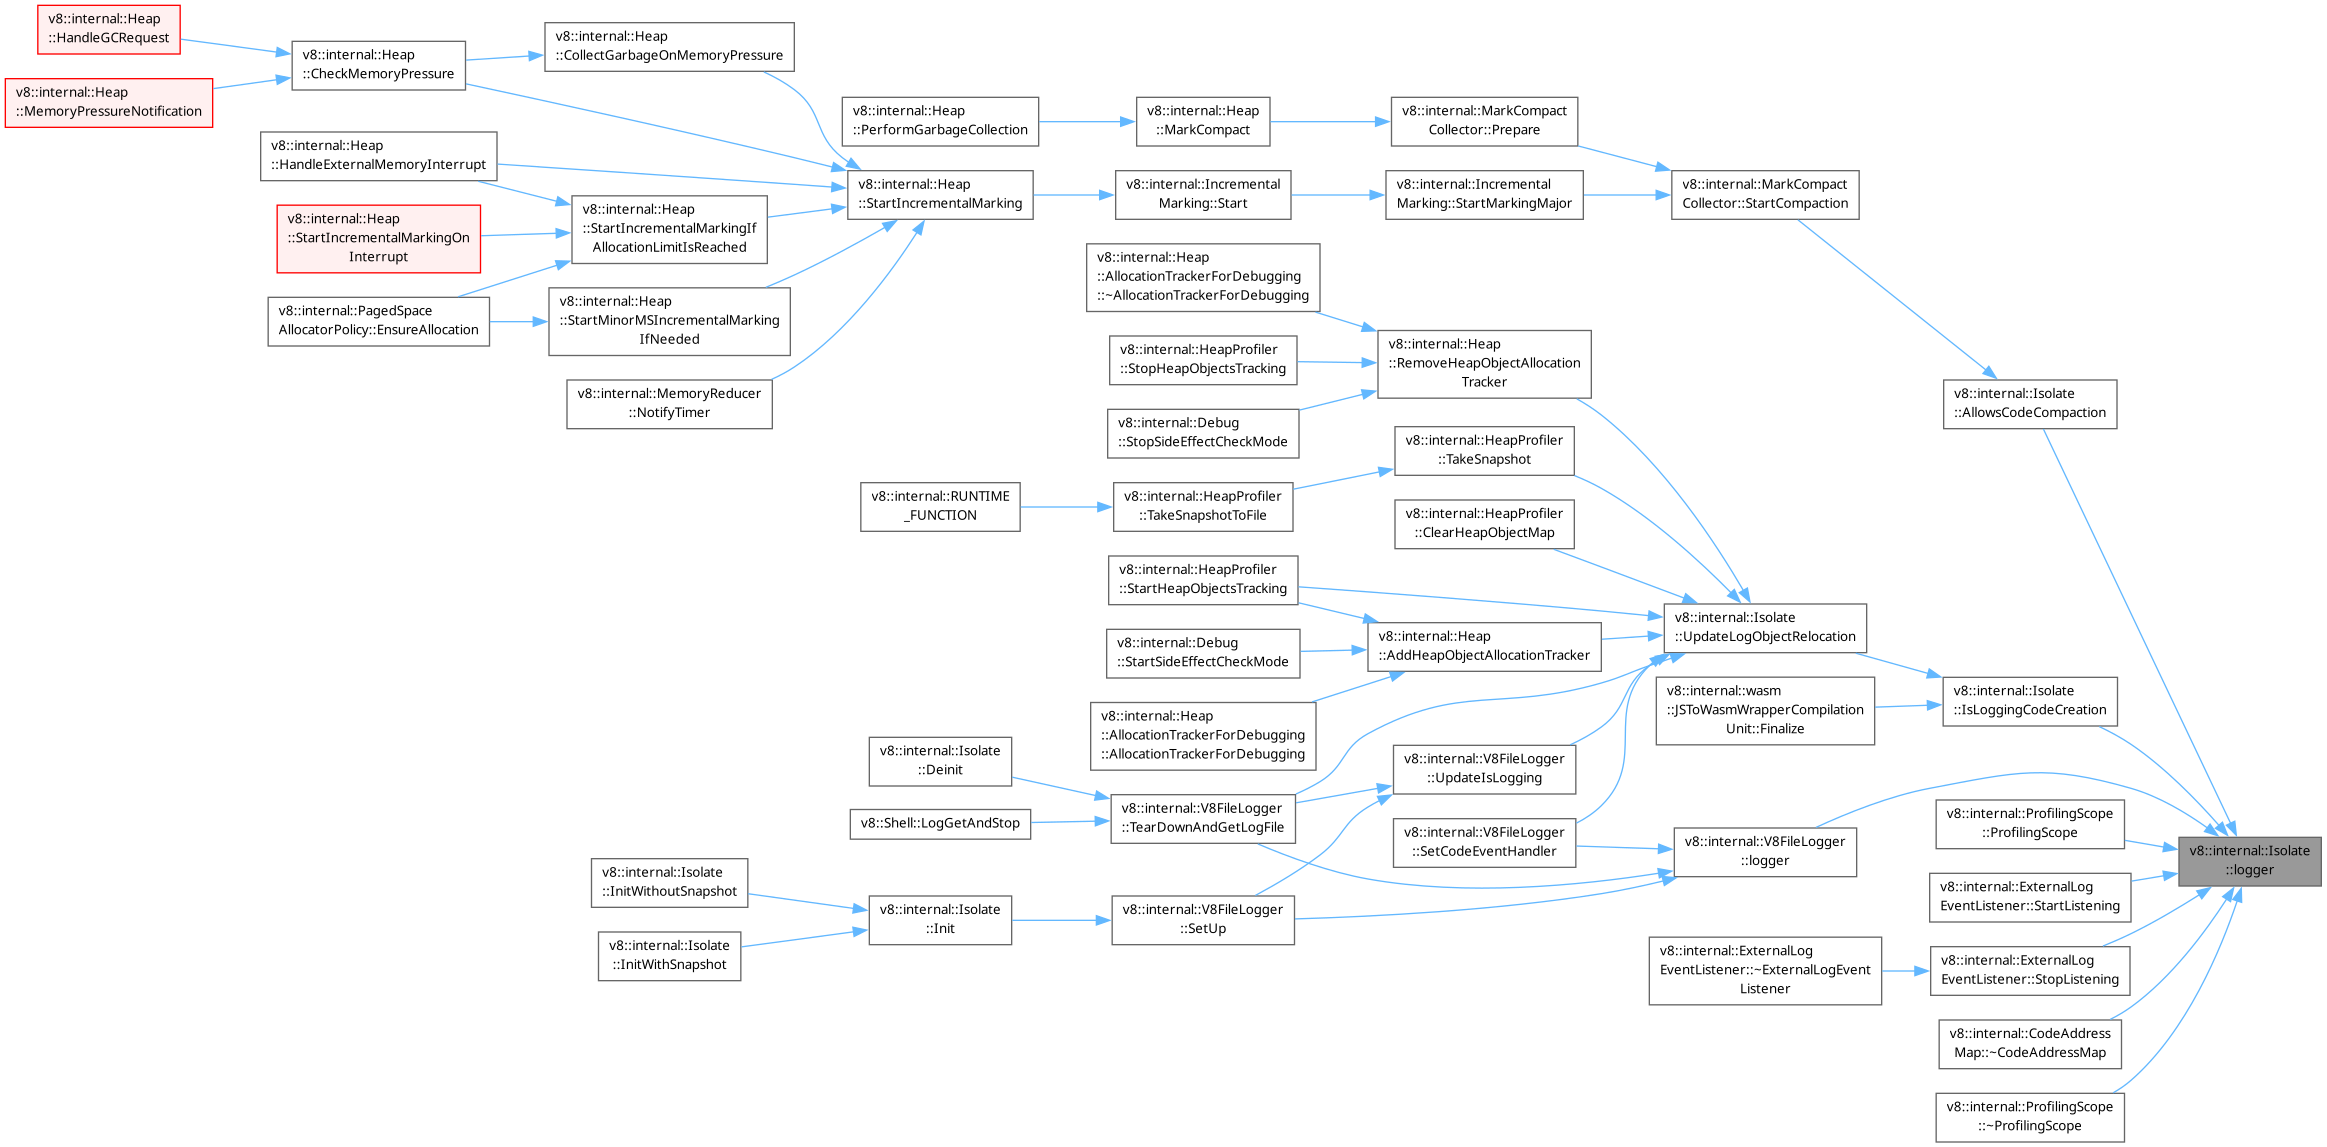 v8::internal::Heap
::HandleGCRequest
v8::internal::Heap
::MemoryPressureNotification
v8::internal::Heap
::CheckMemoryPressure
v8::internal::Heap
::CollectGarbageOnMemoryPressure
v8::internal::Heap
::HandleExternalMemoryInterrupt
v8::internal::Heap
::StartIncrementalMarkingOn
Interrupt
v8::internal::PagedSpace
AllocatorPolicy::EnsureAllocation
v8::internal::Heap
::StartIncrementalMarkingIf
AllocationLimitIsReached
v8::internal::Heap
::StartMinorMSIncrementalMarking
IfNeeded
v8::internal::MemoryReducer
::NotifyTimer
v8::internal::Heap
::PerformGarbageCollection
v8::internal::Heap
::StartIncrementalMarking
v8::internal::Heap
::MarkCompact
v8::internal::Incremental
Marking::Start
v8::internal::MarkCompact
Collector::Prepare
v8::internal::Incremental
Marking::StartMarkingMajor
v8::internal::MarkCompact
Collector::StartCompaction
v8::internal::Heap
::AllocationTrackerForDebugging
::~AllocationTrackerForDebugging
v8::internal::HeapProfiler
::StopHeapObjectsTracking
v8::internal::Debug
::StopSideEffectCheckMode
v8::internal::Heap
::RemoveHeapObjectAllocation
Tracker
v8::internal::Isolate
::AllowsCodeCompaction
v8::internal::HeapProfiler
::TakeSnapshot
v8::internal::RUNTIME
_FUNCTION
v8::internal::HeapProfiler
::TakeSnapshotToFile
v8::internal::HeapProfiler
::ClearHeapObjectMap
v8::internal::HeapProfiler
::StartHeapObjectsTracking
v8::internal::Debug
::StartSideEffectCheckMode
v8::internal::Heap
::AddHeapObjectAllocationTracker
v8::internal::Isolate
::UpdateLogObjectRelocation
v8::internal::Heap
::AllocationTrackerForDebugging
::AllocationTrackerForDebugging
v8::internal::wasm
::JSToWasmWrapperCompilation
Unit::Finalize
v8::internal::Isolate
::IsLoggingCodeCreation
v8::internal::Isolate
::Deinit
v8::Shell::LogGetAndStop
v8::internal::V8FileLogger
::TearDownAndGetLogFile
v8::internal::V8FileLogger
::UpdateIsLogging
v8::internal::V8FileLogger
::SetCodeEventHandler
v8::internal::V8FileLogger
::logger
v8::internal::ProfilingScope
::ProfilingScope
v8::internal::Isolate
::logger
v8::internal::ExternalLog
EventListener::StartListening
v8::internal::Isolate
::InitWithoutSnapshot
v8::internal::Isolate
::InitWithSnapshot
v8::internal::Isolate
::Init
v8::internal::V8FileLogger
::SetUp
v8::internal::ExternalLog
EventListener::~ExternalLogEvent
Listener
v8::internal::ExternalLog
EventListener::StopListening
v8::internal::CodeAddress
Map::~CodeAddressMap
v8::internal::ProfilingScope
::~ProfilingScope